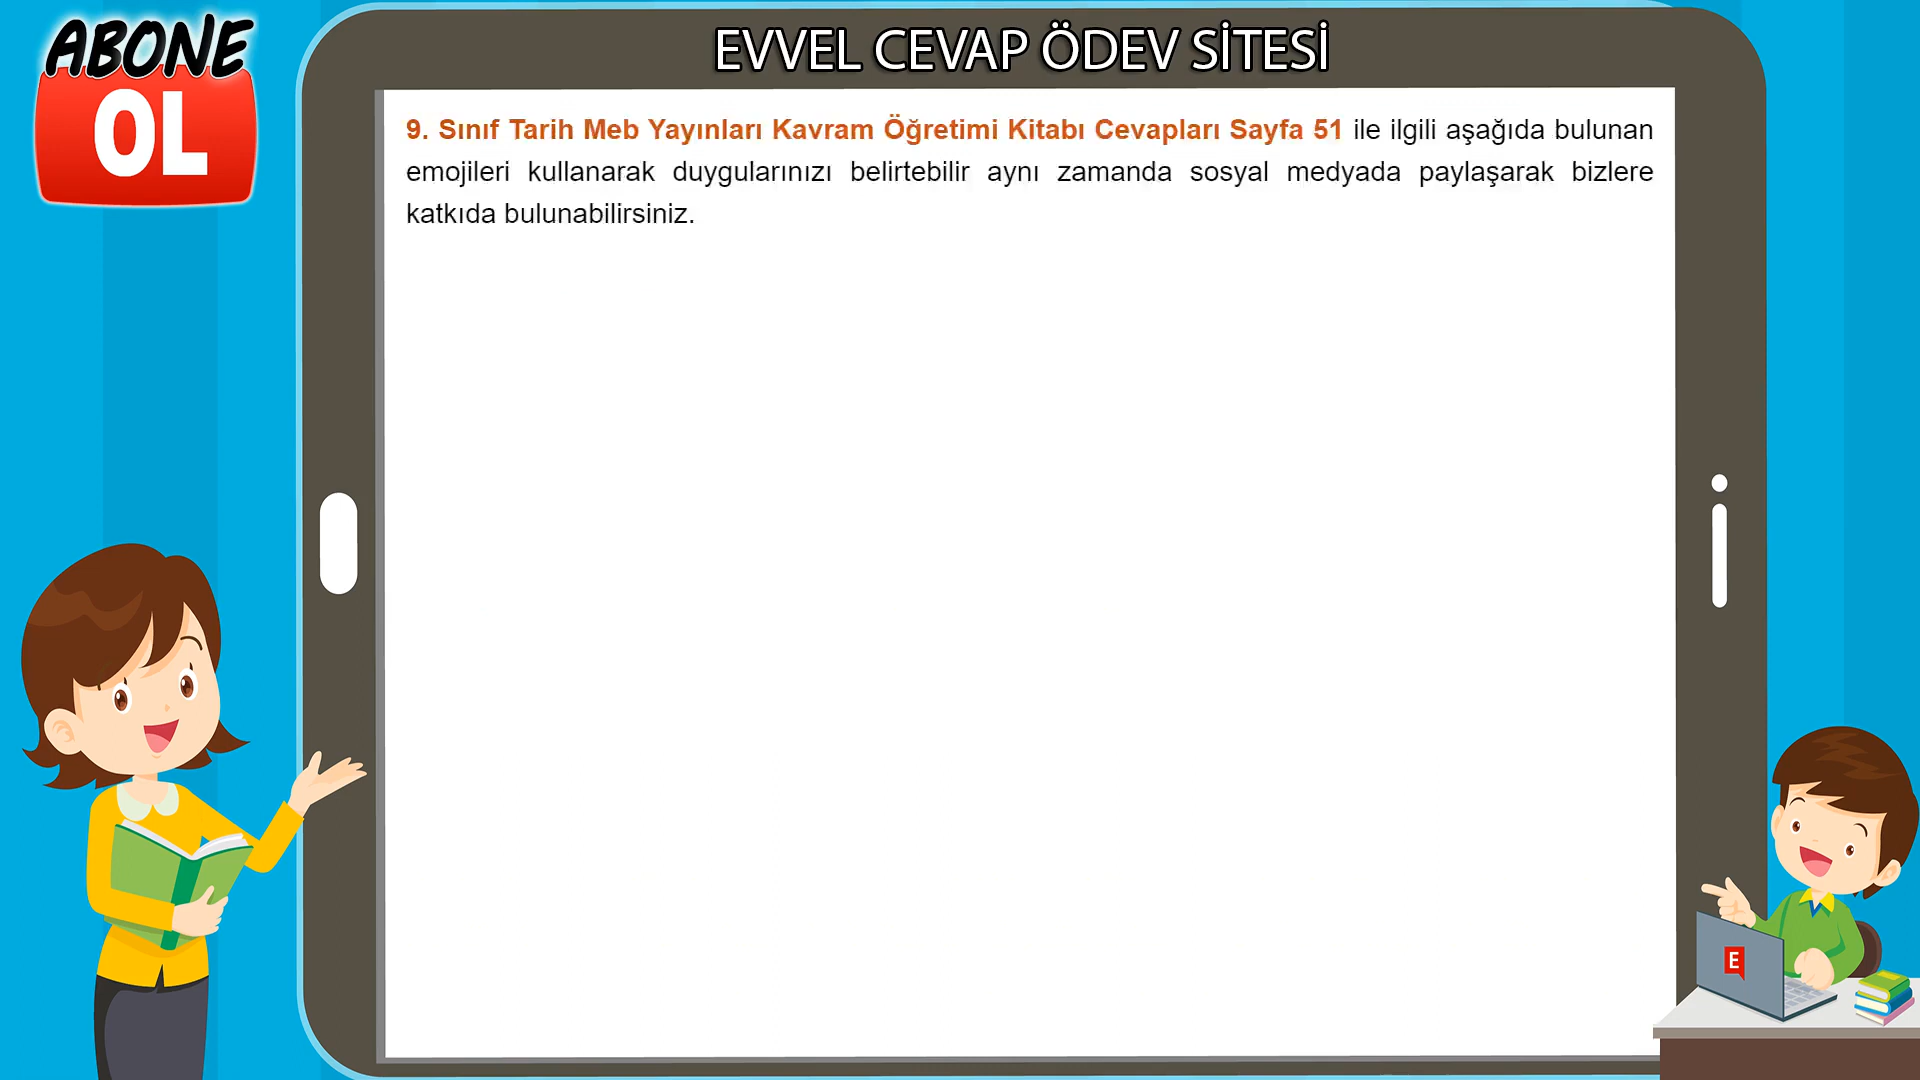 ABONE
OL
EVVEL CEVAP ÖDEV SİTESİ
9. Sınıf Tarih Meb Yayınları Kavram Öğretimi Kitabı Cevapları Sayfa 51 ile ilgili aşağıda bulunan
emojileri kullanarak duygularınızı belirtebilir aynı zamanda sosyal medyada paylaşarak bizlere
katkıda bulunabilirsiniz.
E